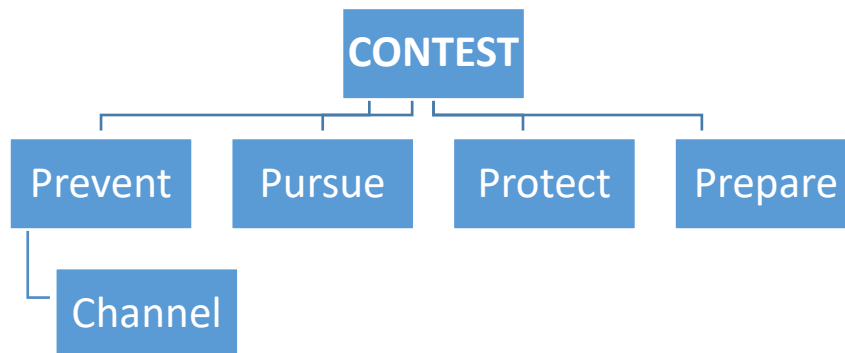 CONTEST
Prevent
Pursue
Protect
Prepare
Channel